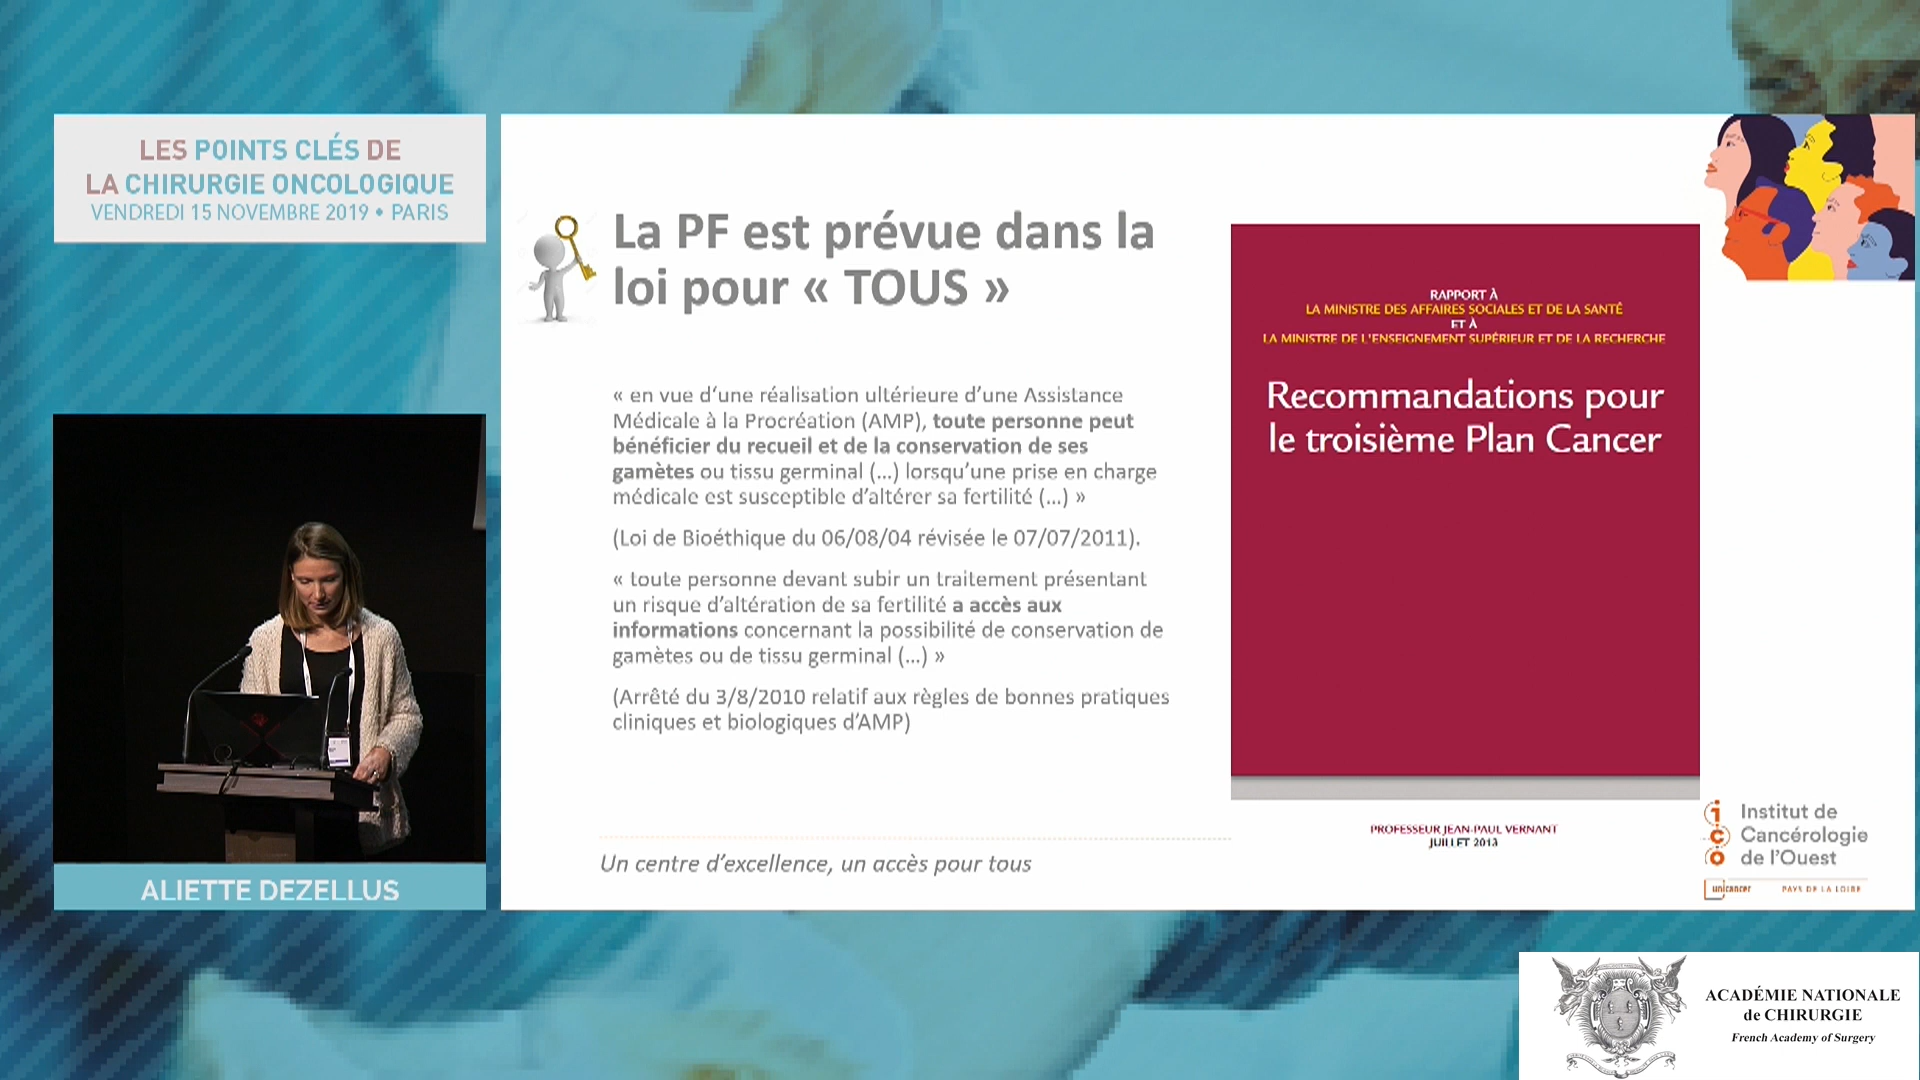 LES POINTS CLÉS DE
LA CHIRURGIE ONCOLOGIQUE
VENDREDI 15 NOVEMBRE 2019 • PARIS
ALIETTE DEZELLUS
La PF est prévue dans la
loi pour « TOUS »
« en vue d'une réalisation ultérieure d'une Assistance
Médicale à la Procréation (AMP), toute personne peut
bénéficier du recueil et de la conservation de ses
gamètes ou tissu germinal (...) lorsqu'une prise en charge
médicale est susceptible d'altérer sa fertilité (...) »
(Loi de Bioéthique du 06/08/04 révisée le 07/07/2011).
« toute personne devant subir un traitement présentant
un risque d'altération de sa fertilité a accès aux
informations concernant la possibilité de conservation de
gamètes ou de tissu germinal (...) »
(Arrêté du 3/8/2010 relatif aux règles de bonnes pratiques
cliniques et biologiques d'AMP)
Un centre d'excellence, un accès pour tous
RAPPORT À
LA MINISTRE DES AFFAIRES SOCIALES ET DE LA SANTÉ
ET À
LA MINISTRE DE L'ENSEIGNEMENT SUPÉRIEUR ET DE LA RECHERCHE
Recommandations pour
le troisième Plan Cancer
PROFESSEUR JEAN-PAUL VERNANT
JUILLET 2013
ico
Institut de
Cancérologie
de l'Ouest
unicancer
PAYS DE LA LOIRE
ACADÉMIE NATIONALE
de CHIRURGIE
French Academy of Surgery